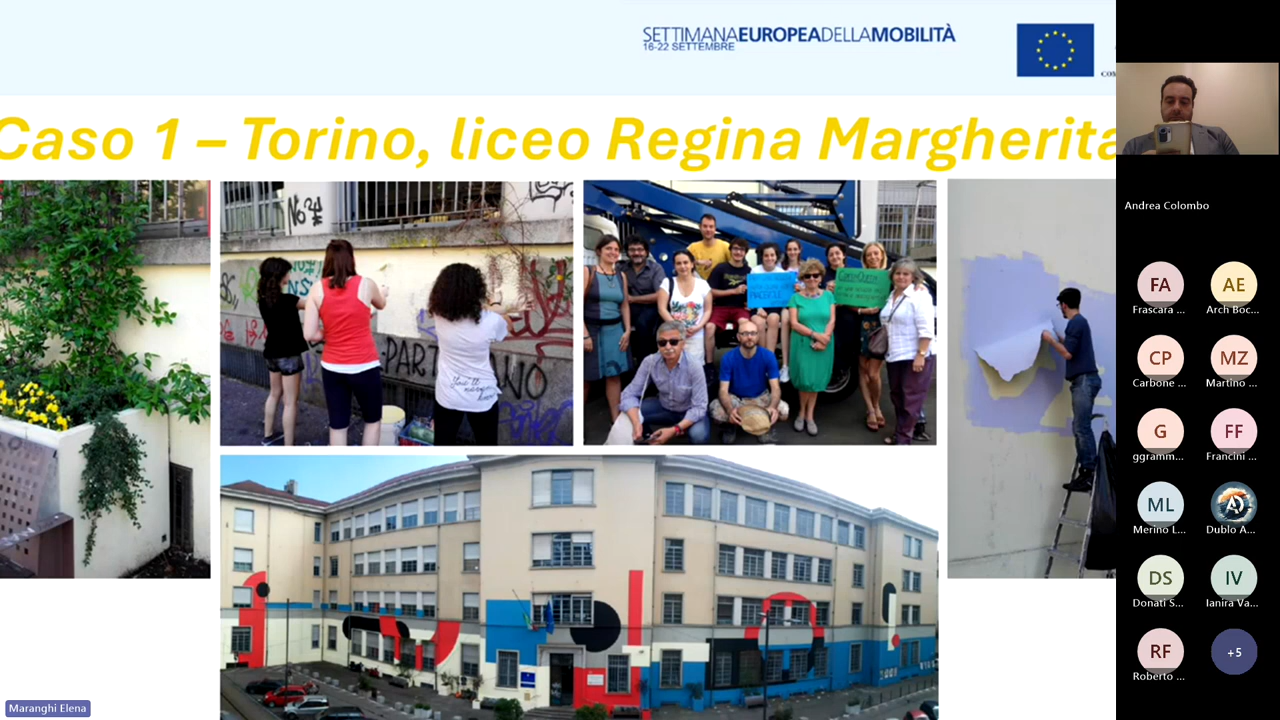 SETTIMANAEUROPEADELLAMOBILITÀ
16-22 SETTEMBRE
Caso 1 – Torino, liceo Regina Margherita
Andrea Colombo
FA
Frascara ...
AE
Arch Boc...
CP
Carbone ...
MZ
Martino ...
G
ggramm...
FF
Francini ...
ML
Merino L...
Dublo A...
DS
Donati S...
IV
Ianira Va...
RF
Roberto ...
+5
Maranghi Elena